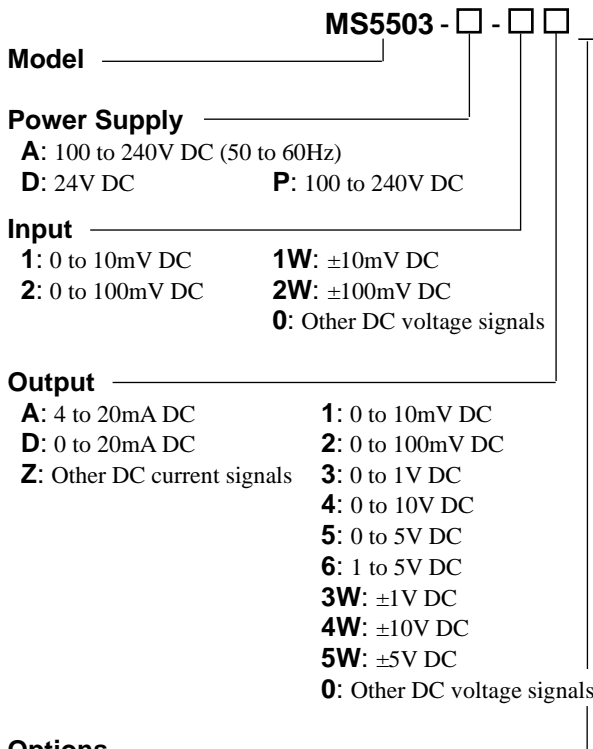 MS5503 - □ - □ □
Model
Power Supply
A: 100 to 240V DC (50 to 60Hz)
D: 24V DC P: 100 to 240V DC
Input
1: 0 to 10mV DC 1W: ±10mV DC
2: 0 to 100mV DC 2W: ±100mV DC
0: Other DC voltage signals
Output
A: 4 to 20mA DC 1: 0 to 10mV DC
D: 0 to 20mA DC 2: 0 to 100mV DC
Z: Other DC current signals 3: 0 to 1V DC
4: 0 to 10V DC
5: 0 to 5V DC
6: 1 to 5V DC
3W: ±1V DC
4W: ±10V DC
5W: ±5V DC
0: Other DC voltage signals
Options